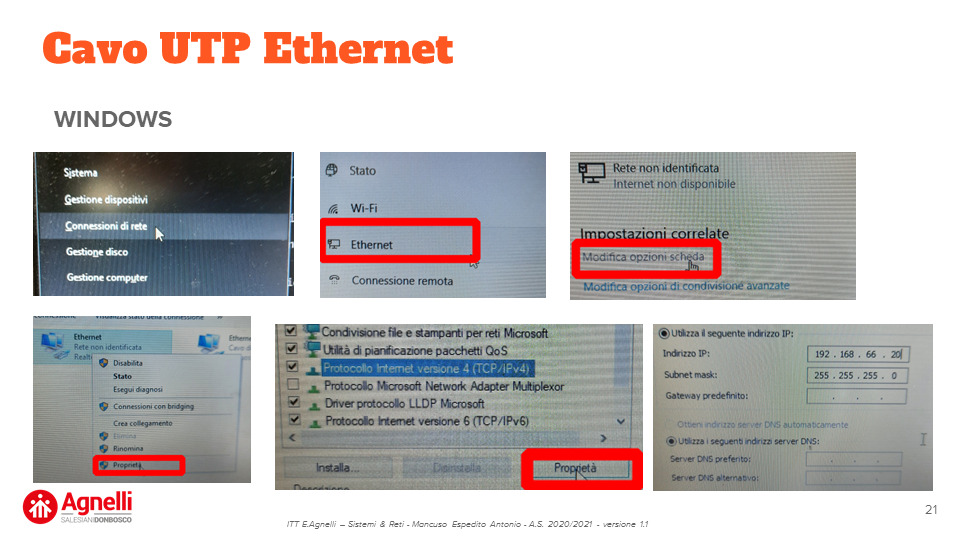 Cavo UTP Ethernet
WINDOWS
Sistema
Gestione dispositivi
Connessioni di rete
Gestione disco
Gestione computer
Stato
Wi-Fi
Ethernet
Connessione remota
Rete non identificata
Internet non disponibile
Impostazioni correlate
Modifica opzioni scheda
Modifica opzioni di condivisione avanzate
Visualizza stato della connessione
Ethernet
Rete non identificata
Disabilita
Stato
Esegui diagnosi
Connessioni con bridging
Crea collegamento
Elimina
Rinomina
Proprietà
Condivisione file e stampanti per reti Microsoft
Utilità di pianificazione pacchetti QoS
Protocollo Internet versione 4 (TCP/IPv4)
Protocollo Microsoft Network Adapter Multiplexor
Driver protocollo LLDP Microsoft
Protocollo Internet versione 6 (TCP/IPv6)
Installa... Disinstalla Proprietà
Descrizione
Utilizza il seguente indirizzo IP:
Indirizzo IP: 192 . 168 . 66 . 20
Subnet mask: 255 . 255 . 255 . 0
Gateway predefinito: . . .
Ottieni indirizzo server DNS automaticamente
Utilizza i seguenti indirizzi server DNS:
Server DNS preferito: . . .
Server DNS alternativo: . . .
Agnelli
SALESIANIDONBOSCO
ITT E.Agnelli – Sistemi & Reti - Mancuso Espedito Antonio - A.S. 2020/2021 - versione 1.1
21